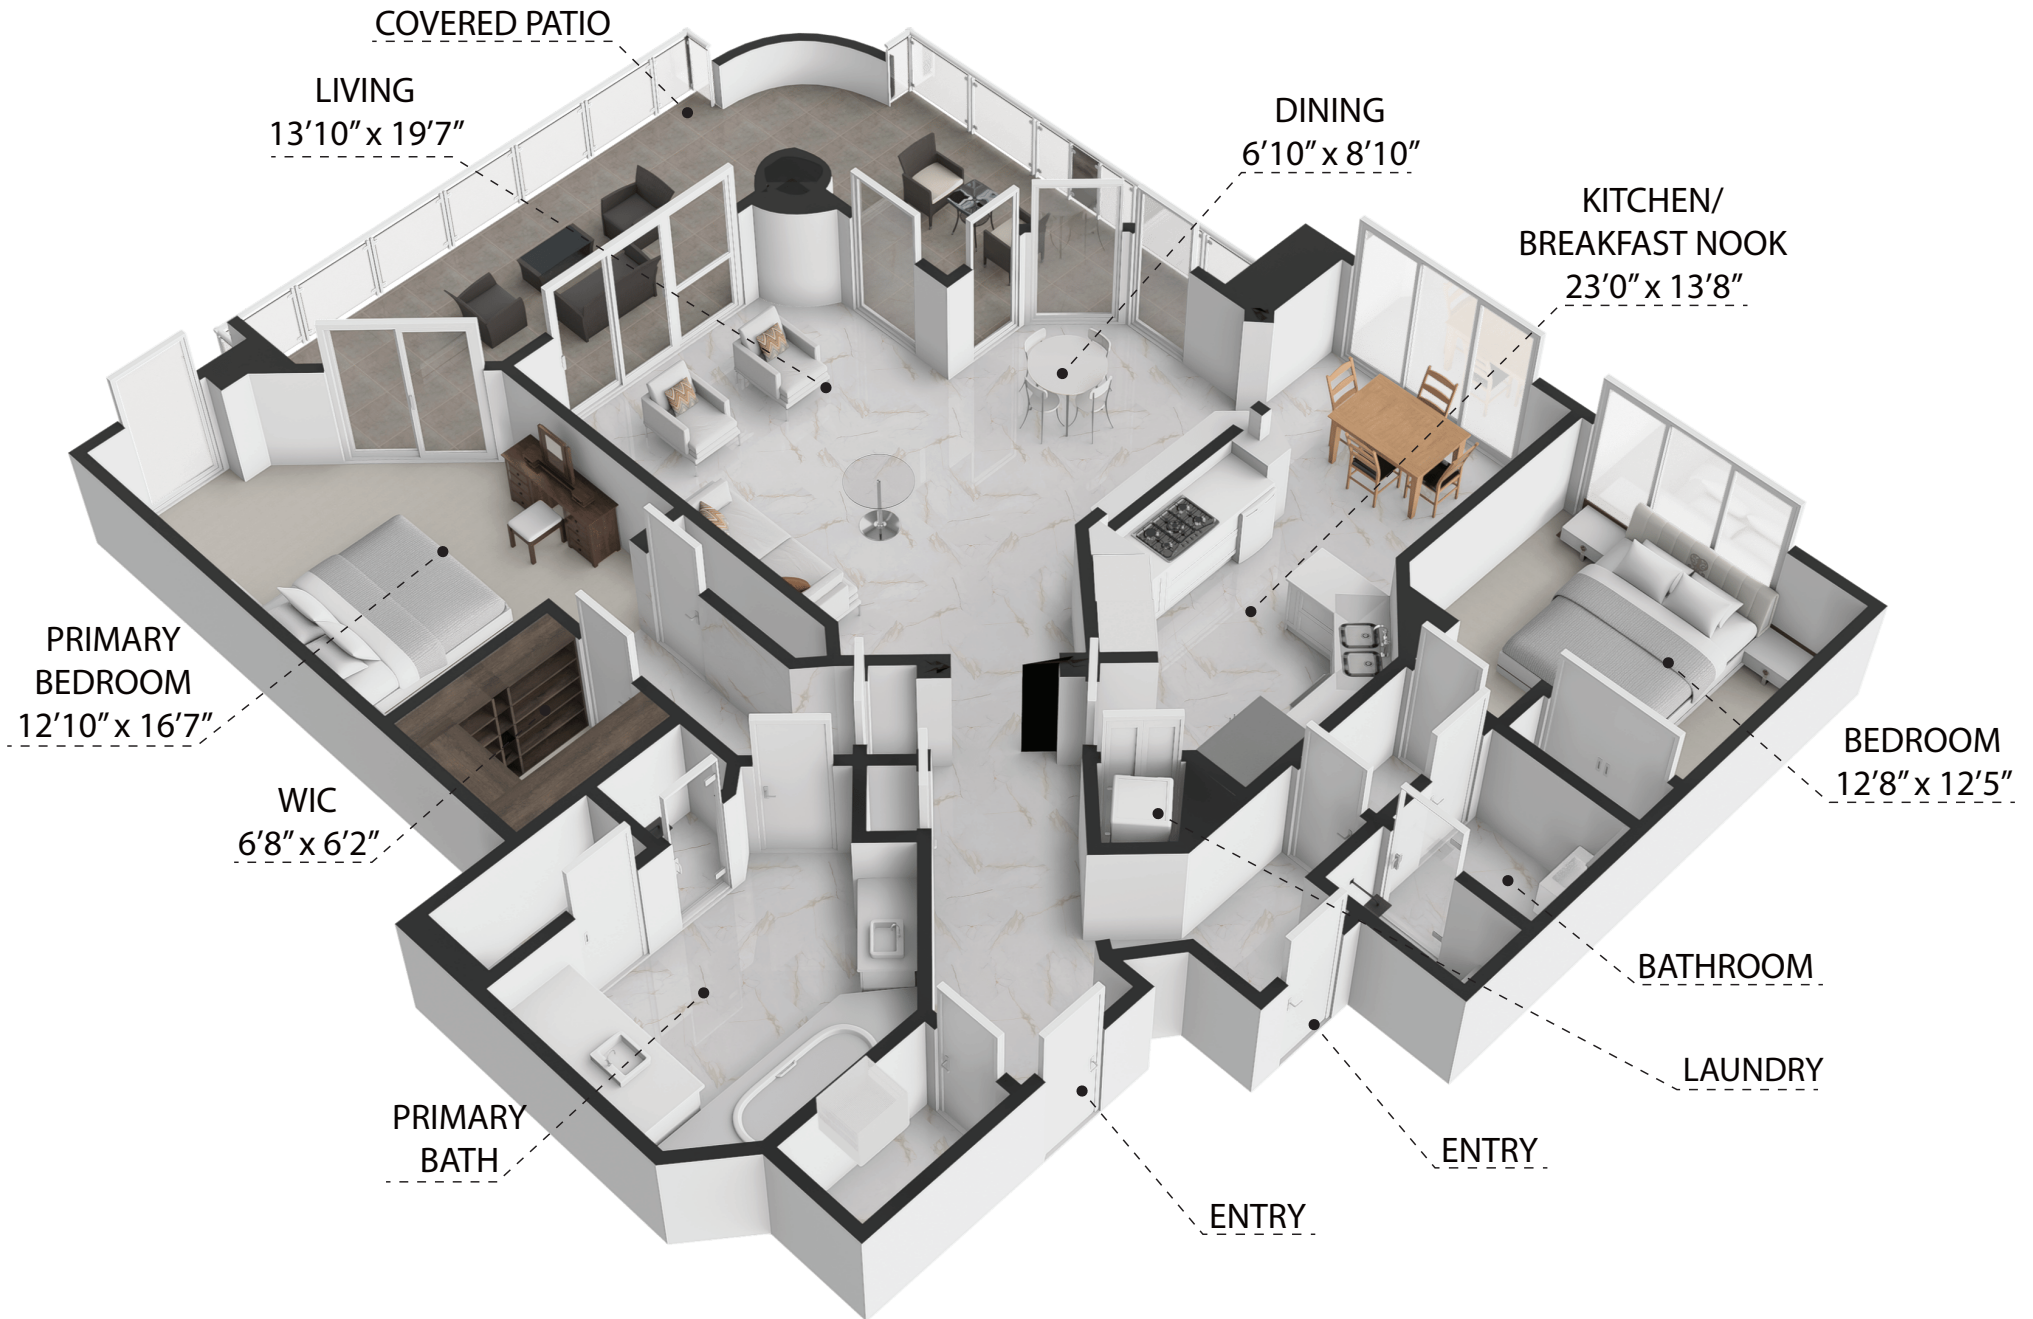 COVERED PATIO
LIVING
13’10” x 19’7”
DINING
6’10” x 8’10”
KITCHEN/
BREAKFAST NOOK
23’0” x 13’8”
PRIMARY
BEDROOM
12’10” x 16’7”
WIC
6’8” x 6’2”
BEDROOM
12’8” x 12’5”
BATHROOM
LAUNDRY
PRIMARY
BATH
ENTRY
ENTRY